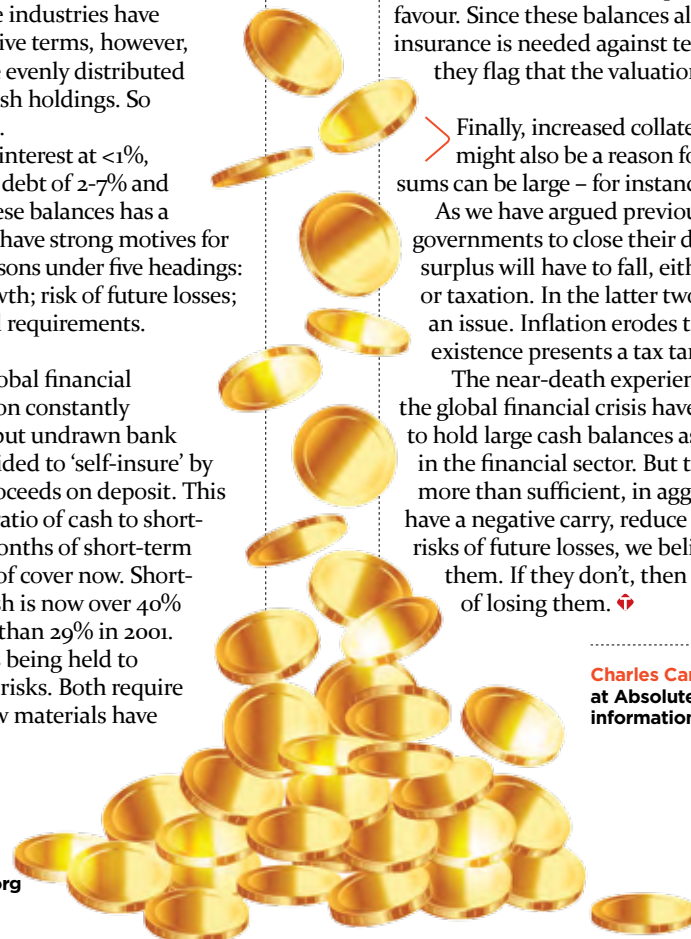 e industries have
ive terms, however,
e evenly distributed
sh holdings. So
.
interest at <1%,
debt of 2-7% and
ese balances has a
have strong motives for
sons under five headings:
wth; risk of future losses;
l requirements.
obal financial
on constantly
out undrawn bank
ided to ‘self-insure’ by
oceeds on deposit. This
ratio of cash to short-
onths of short-term
of cover now. Short-
sh is now over 40%
than 29% in 2001.
s being held to
risks. Both require
w materials have
org
favour. Since these balances al
insurance is needed against te
they flag that the valuation
Finally, increased collate
might also be a reason fo
sums can be large – for instanc
As we have argued previou
governments to close their d
surplus will have to fall, eith
or taxation. In the latter two
an issue. Inflation erodes t
existence presents a tax tar
The near-death experien
the global financial crisis have
to hold large cash balances as
in the financial sector. But t
more than sufficient, in agg
have a negative carry, reduce
risks of future losses, we beli
them. If they don’t, then
of losing them.
Charles Car
at Absolute
information